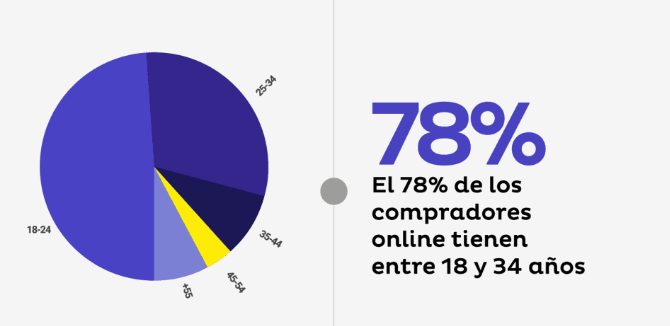 25-34
18-24
35-44
45-54
+55
78%
El 78% de los
compradores
online tienen
entre 18 y 34 años